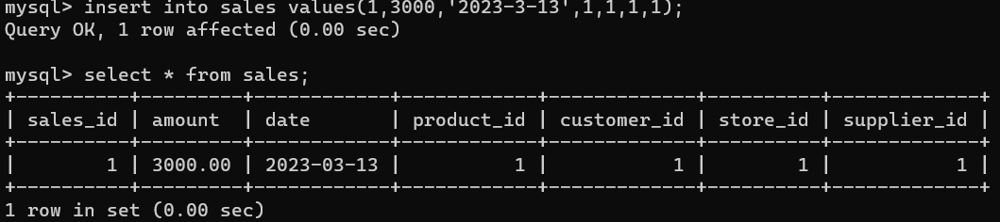 mysql> insert into sales values(1,3000,'2023-3-13',1,1,1,1);
Query OK, 1 row affected (0.00 sec)
mysql> select * from sales;
+----------+---------+------------+------------+-------------+----------+-------------+
| sales_id | amount  | date       | product_id | customer_id | store_id | supplier_id |
+----------+---------+------------+------------+-------------+----------+-------------+
|        1 | 3000.00 | 2023-03-13 |          1 |           1 |        1 |           1 |
+----------+---------+------------+------------+-------------+----------+-------------+
1 row in set (0.00 sec)